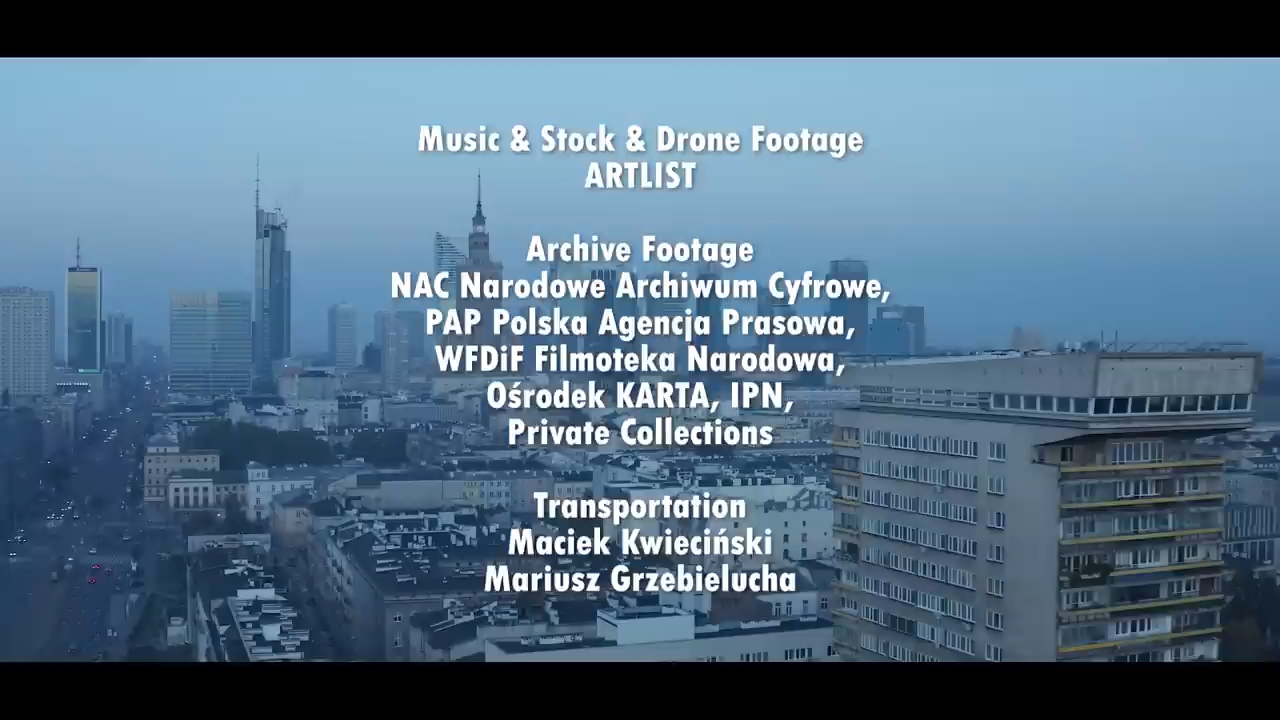 Music & Stock & Drone Footage
ARTLIST
Archive Footage
NAC Narodowe Archiwum Cyfrowe,
PAP Polska Agencja Prasowa,
WFDiF Filmoteka Narodowa,
Ośrodek KARTA, IPN,
Private Collections
Transportation
Maciek Kwieciński
Mariusz Grzebielucha